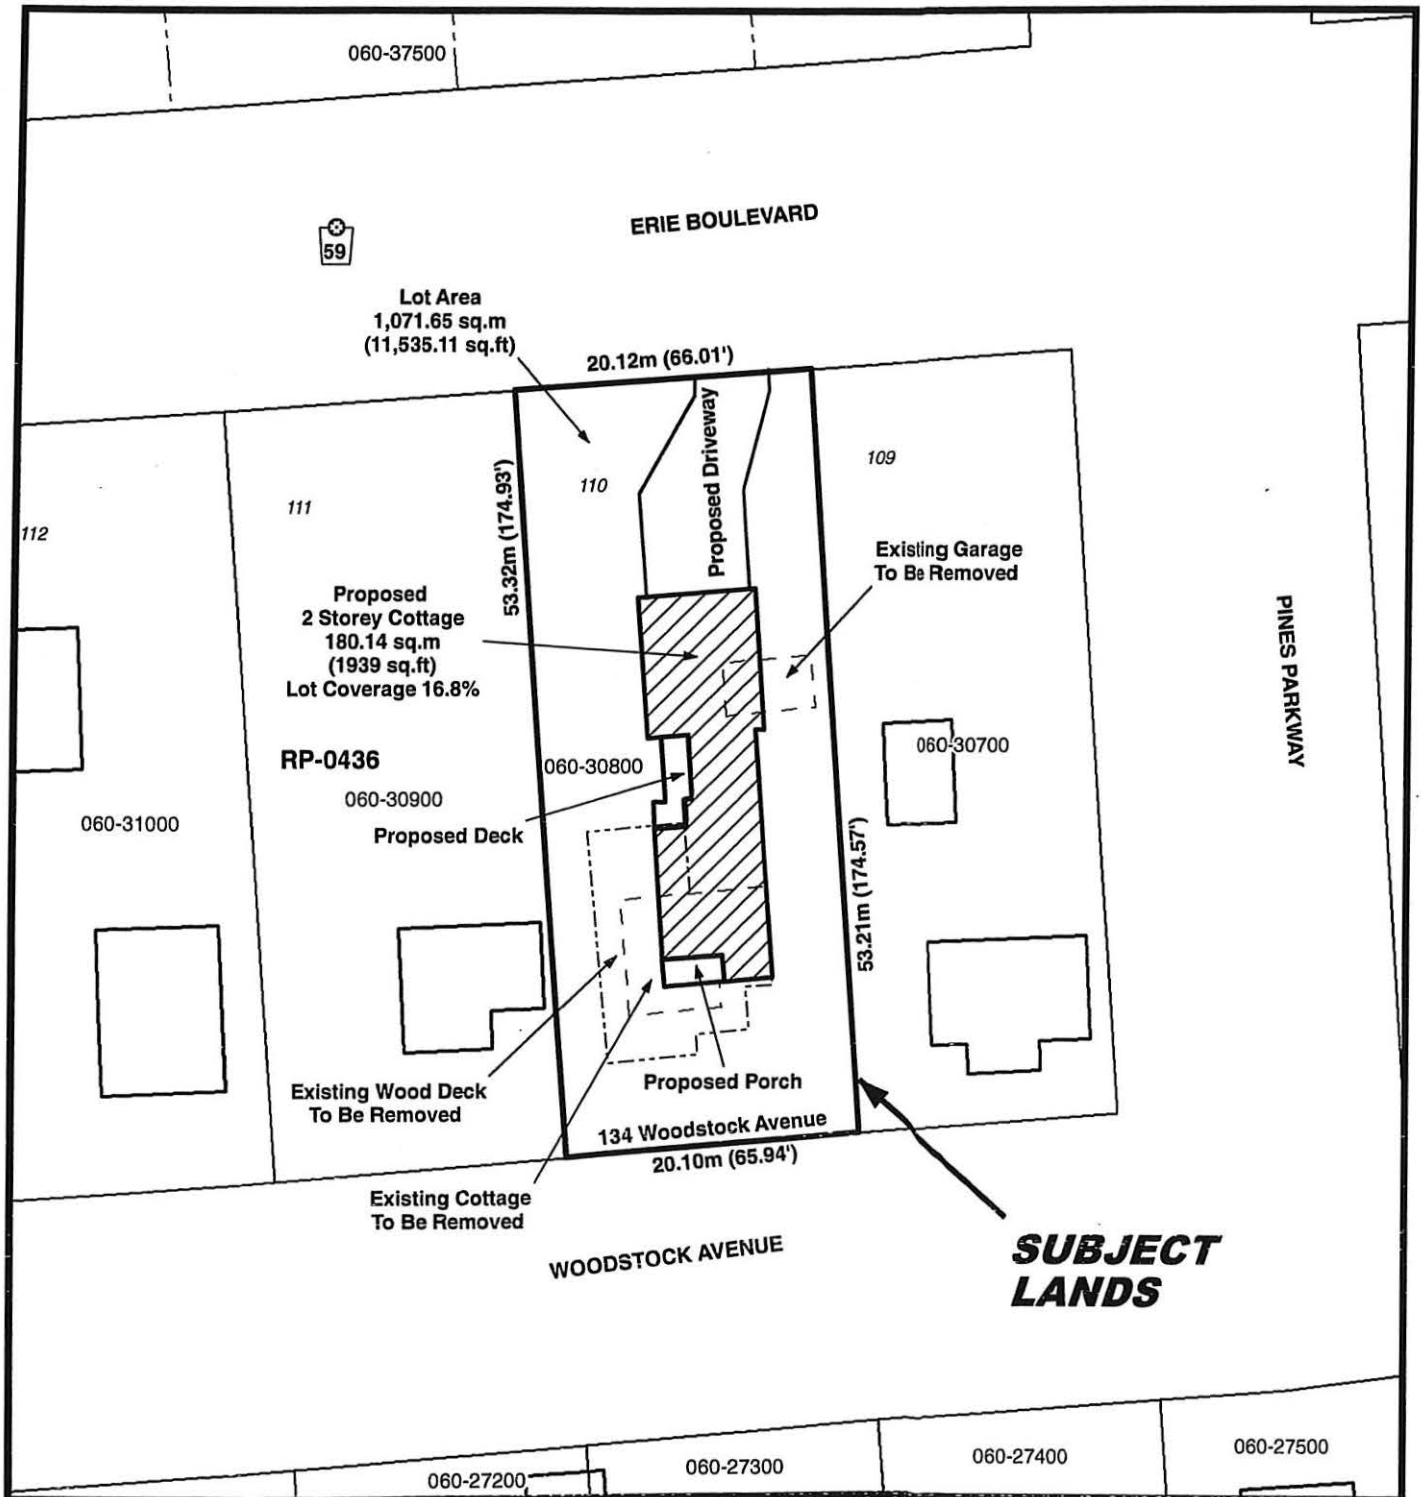 060-37500
ERIE BOULEVARD
59
Lot Area
1,071.65 sq.m
(11,535.11 sq.ft)
20.12m (66.01')
Proposed Driveway
109
110
111
112
53.32m (174.93')
Existing Garage
To Be Removed
Proposed
2 Storey Cottage
180.14 sq.m
(1939 sq.ft)
Lot Coverage 16.8%
PINES PARKWAY
RP-0436
060-30800
060-30700
060-30900
060-31000
Proposed Deck
53.21m (174.57')
Existing Wood Deck
To Be Removed
Proposed Porch
134 Woodstock Avenue
20.10m (65.94')
Existing Cottage
To Be Removed
WOODSTOCK AVENUE
SUBJECT
LANDS
060-27200
060-27300
060-27400
060-27500